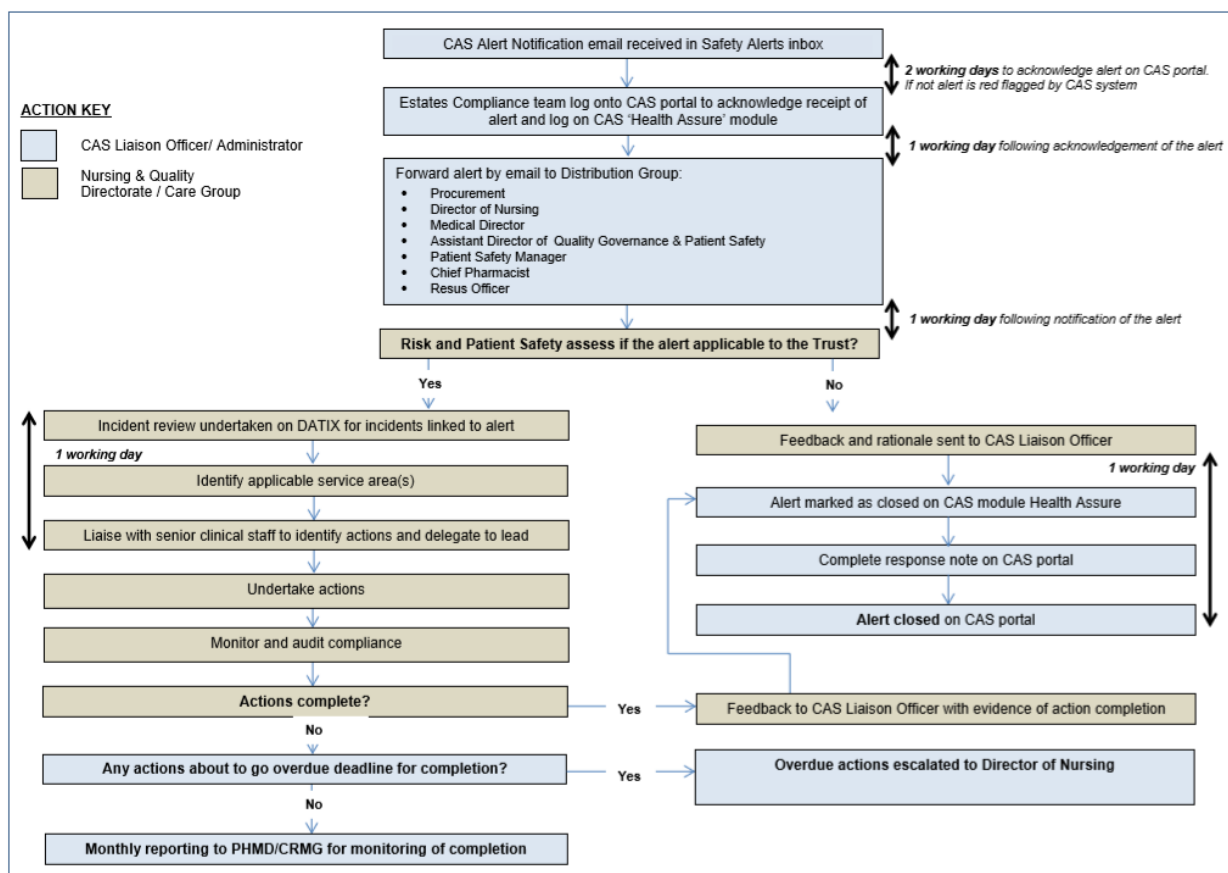 CAS Alert Notification email received in Safety Alerts inbox
2 working days to acknowledge alert on CAS portal.
If not alert is red flagged by CAS system
ACTION KEY
CAS Liaison Officer/ Administrator
Nursing & Quality
Directorate / Care Group
Estates Compliance team log onto CAS portal to acknowledge receipt of
alert and log on CAS ‘Health Assure’ module
1 working day following acknowledgement of the alert
Forward alert by email to Distribution Group:
• Procurement
• Director of Nursing
• Medical Director
• Assistant Director of Quality Governance & Patient Safety
• Patient Safety Manager
• Chief Pharmacist
• Resus Officer
1 working day following notification of the alert
Risk and Patient Safety assess if the alert applicable to the Trust?
Yes
No
Incident review undertaken on DATIX for incidents linked to alert
1 working day
Identify applicable service area(s)
Liaise with senior clinical staff to identify actions and delegate to lead
Undertake actions
Monitor and audit compliance
Actions complete?
Yes
No
Feedback and rationale sent to CAS Liaison Officer
1 working day
Alert marked as closed on CAS module Health Assure
Complete response note on CAS portal
Alert closed on CAS portal
Feedback to CAS Liaison Officer with evidence of action completion
Any actions about to go overdue deadline for completion?
Yes
Overdue actions escalated to Director of Nursing
No
Monthly reporting to PHMD/CRMG for monitoring of completion